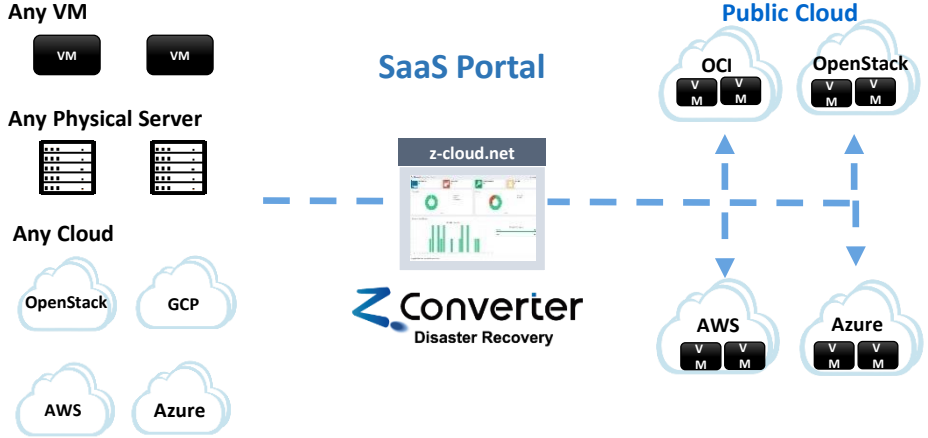 Any VM
VM
VM
Any Physical Server
Any Cloud
OpenStack
GCP
AWS
Azure
SaaS Portal
z-cloud.net
Z Converter
Disaster Recovery
Public Cloud
OCI
V
M
V
M
OpenStack
V
M
V
M
AWS
V
M
V
M
Azure
V
M
V
M